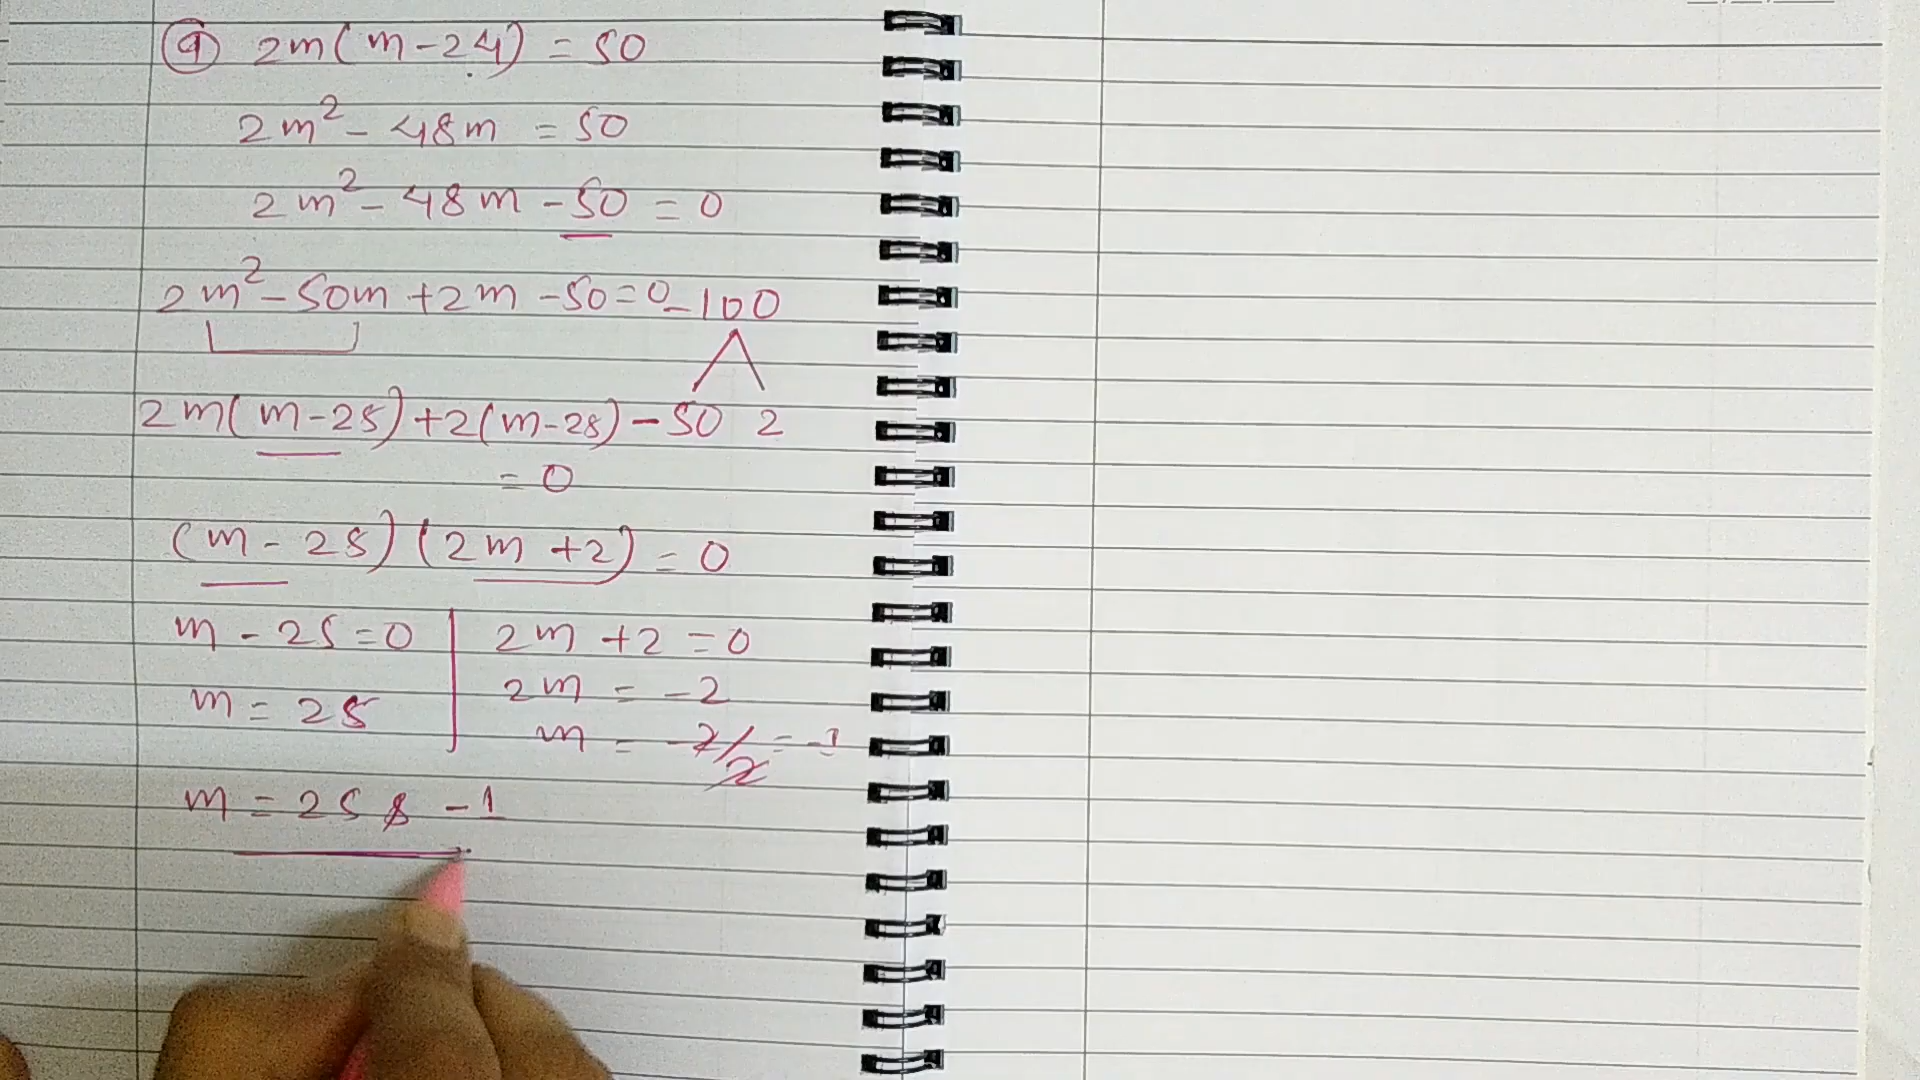 9 2m(m-24) = 50
2m² - 48m = 50
2m² - 48m - 50 = 0
2m² - 50m + 2m - 50 = 0 -100
2m(m-25) + 2(m-25) -50 2
= 0
(m - 25) (2m + 2) = 0
m - 25 = 0 2m + 2 = 0
m = 25 2m = -2
m = -2/2 = -1
m = 25 & -1